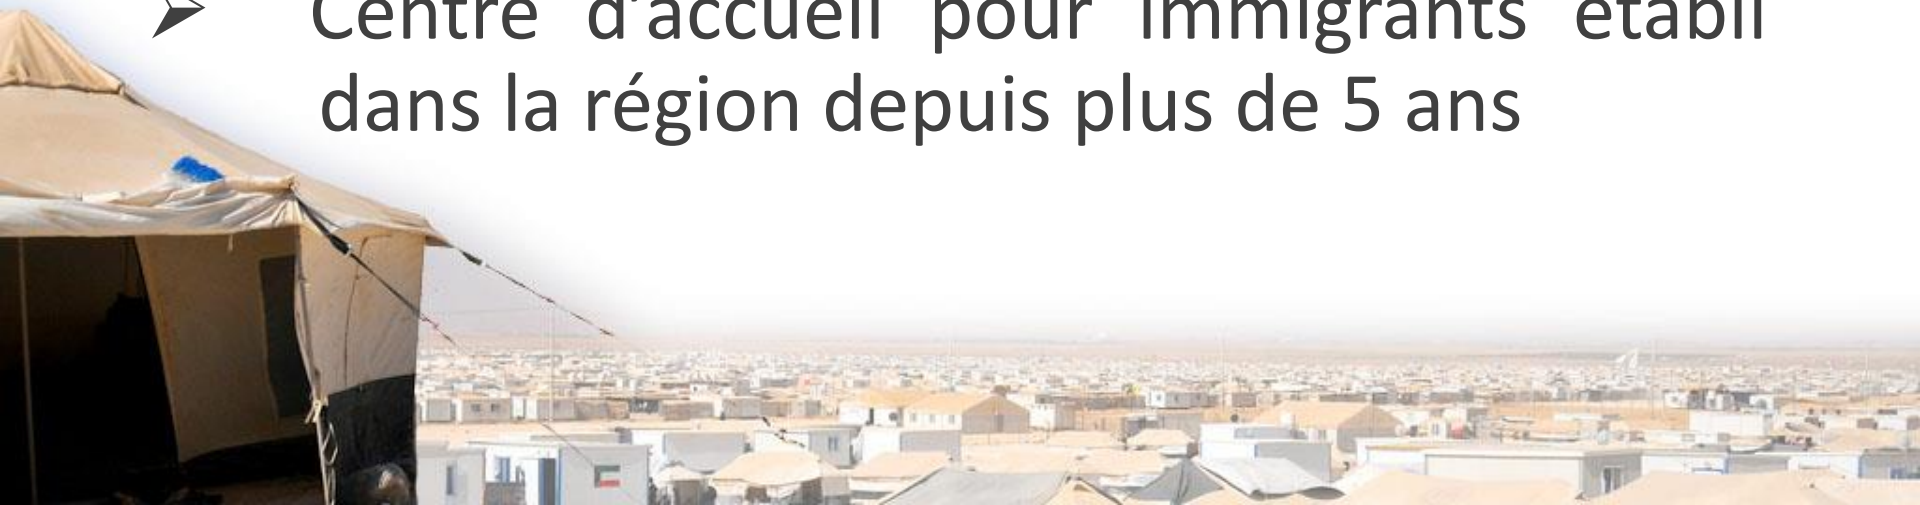 ➢ Centre d'accueil pour immigrants établi
dans la région depuis plus de 5 ans